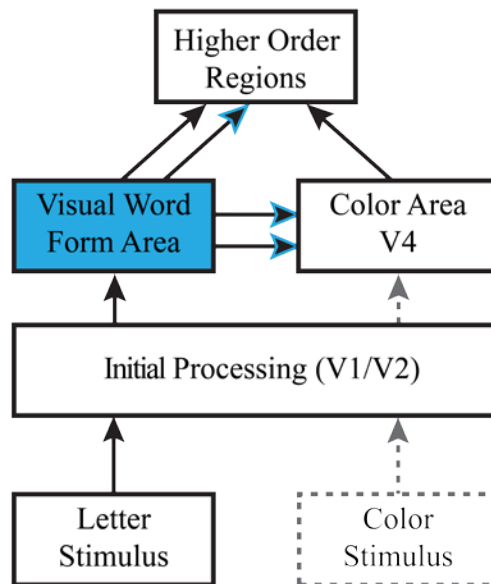 Higher Order
Regions
Visual Word
Form Area
Color Area
V4
Initial Processing (V1/V2)
Letter
Stimulus
Color
Stimulus